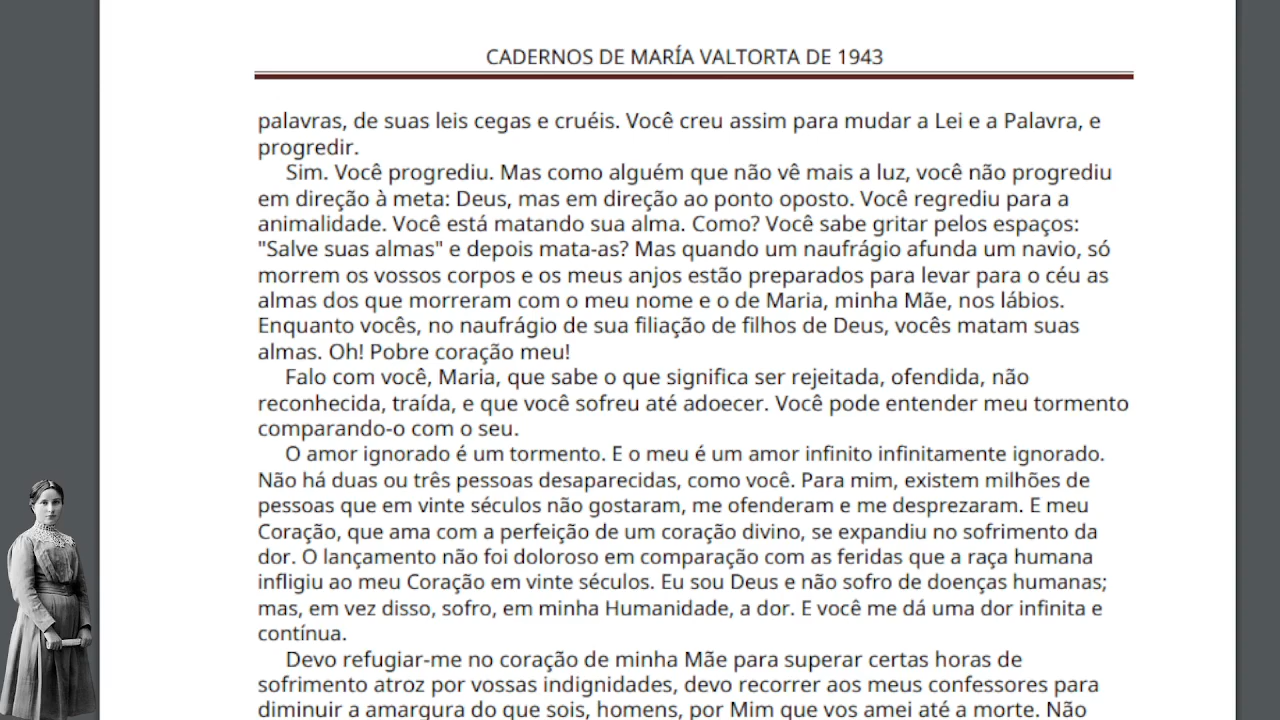 CADERNOS DE MARÍA VALTORTA DE 1943
palavras, de suas leis cegas e cruéis. Você creu assim para mudar a Lei e a Palavra, e
progredir.
Sim. Você progrediu. Mas como alguém que não vê mais a luz, você não progrediu
em direção à meta: Deus, mas em direção ao ponto oposto. Você regrediu para a
animalidade. Você está matando sua alma. Como? Você sabe gritar pelos espaços:
"Salve suas almas" e depois mata-as? Mas quando um naufrágio afunda um navio, só
morrem os vossos corpos e os meus anjos estão preparados para levar para o céu as
almas dos que morreram com o meu nome e o de Maria, minha Mãe, nos lábios.
Enquanto vocês, no naufrágio de sua filiação de filhos de Deus, vocês matam suas
almas. Oh! Pobre coração meu!
Falo com você, Maria, que sabe o que significa ser rejeitada, ofendida, não
reconhecida, traída, e que você sofreu até adoecer. Você pode entender meu tormento
comparando-o com o seu.
O amor ignorado é um tormento. E o meu é um amor infinito infinitamente ignorado.
Não há duas ou três pessoas desaparecidas, como você. Para mim, existem milhões de
pessoas que em vinte séculos não gostaram, me ofenderam e me desprezaram. E meu
Coração, que ama com a perfeição de um coração divino, se expandiu no sofrimento da
dor. O lançamento não foi doloroso em comparação com as feridas que a raça humana
infligiu ao meu Coração em vinte séculos. Eu sou Deus e não sofro de doenças humanas;
mas, em vez disso, sofro, em minha Humanidade, a dor. E você me dá uma dor infinita e
contínua.
Devo refugiar-me no coração de minha Mãe para superar certas horas de
sofrimento atroz por vossas indignidades, devo recorrer aos meus confessores para
diminuir a amargura do que sois, homens, por Mim que vos amei até a morte. Não